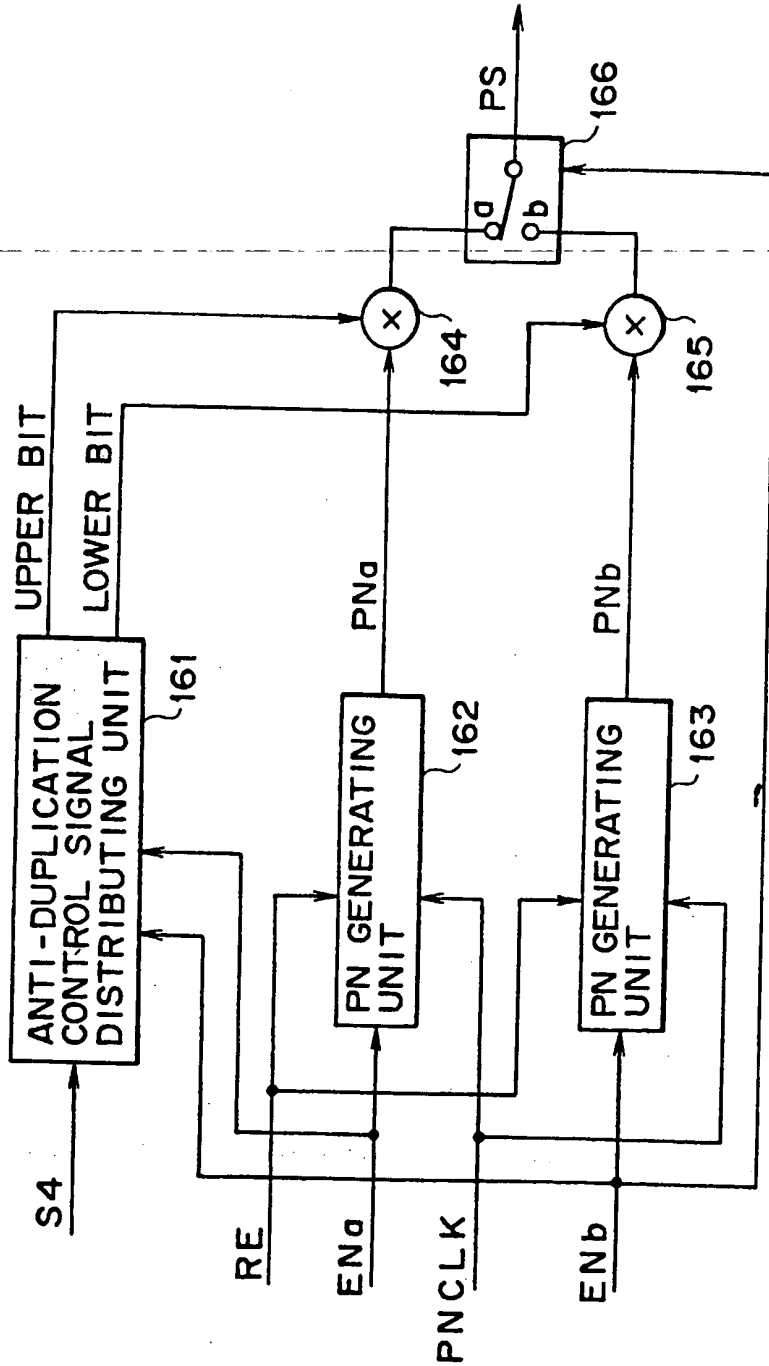 S4
ANTI-DUPLICATION
CONTROL SIGNAL
DISTRIBUTING UNIT
161
UPPER BIT
LOWER BIT
RE
ENa
PNCLK
ENb
PN GENERATING
UNIT
162
PNa
PN GENERATING
UNIT
163
PNb
×
164
×
165
a
b
PS
166